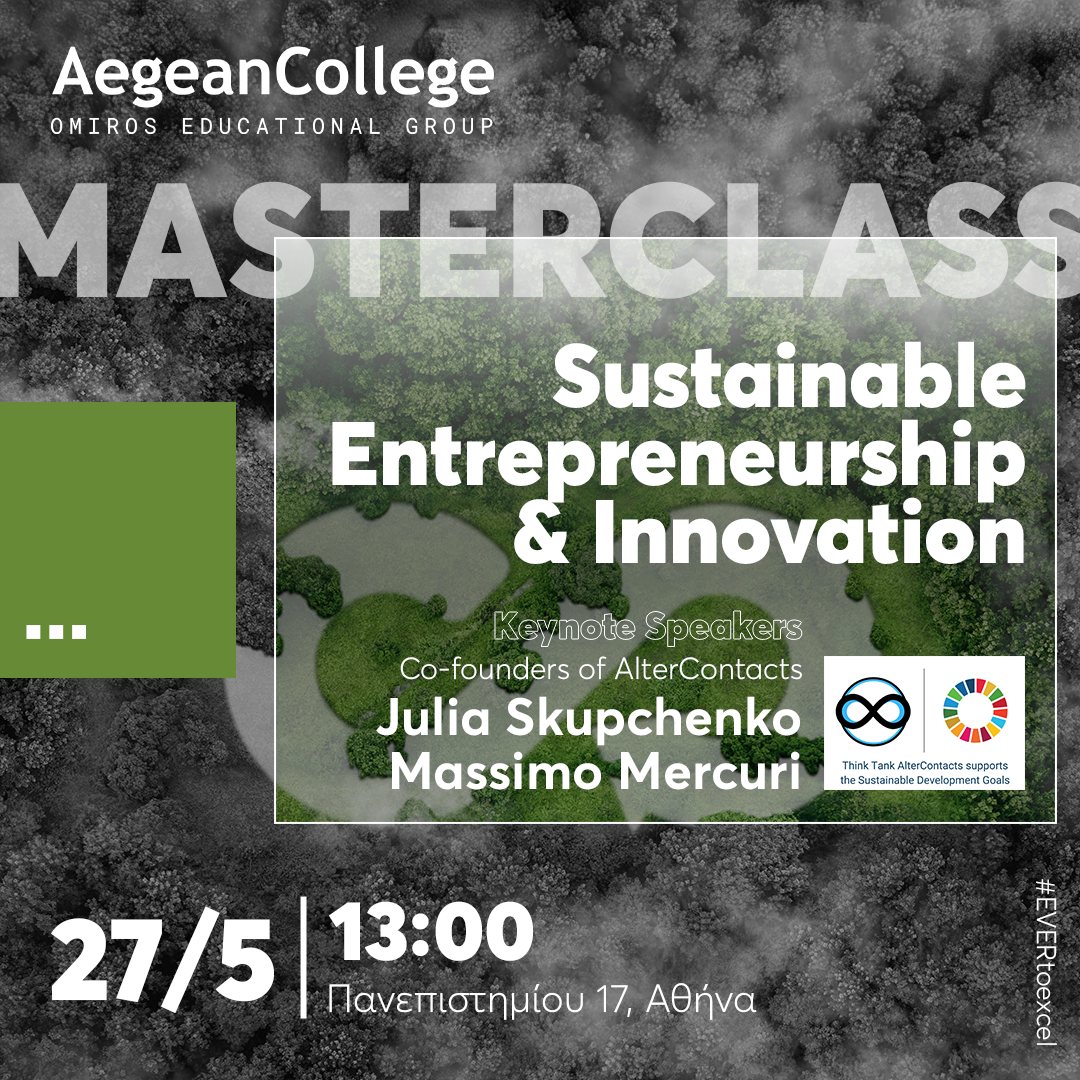 AegeanCollege
OMIROS EDUCATIONAL GROUP
MASTERCLASS
Sustainable
Entrepreneurship
& Innovation
Keynote Speakers
Co-founders of AlterContacts
Julia Skupchenko
Massimo Mercuri
Think Tank AlterContacts supports
the Sustainable Development Goals
27/5
13:00
Πανεπιστημίου 17, Αθήνα
#EVERtoexcel